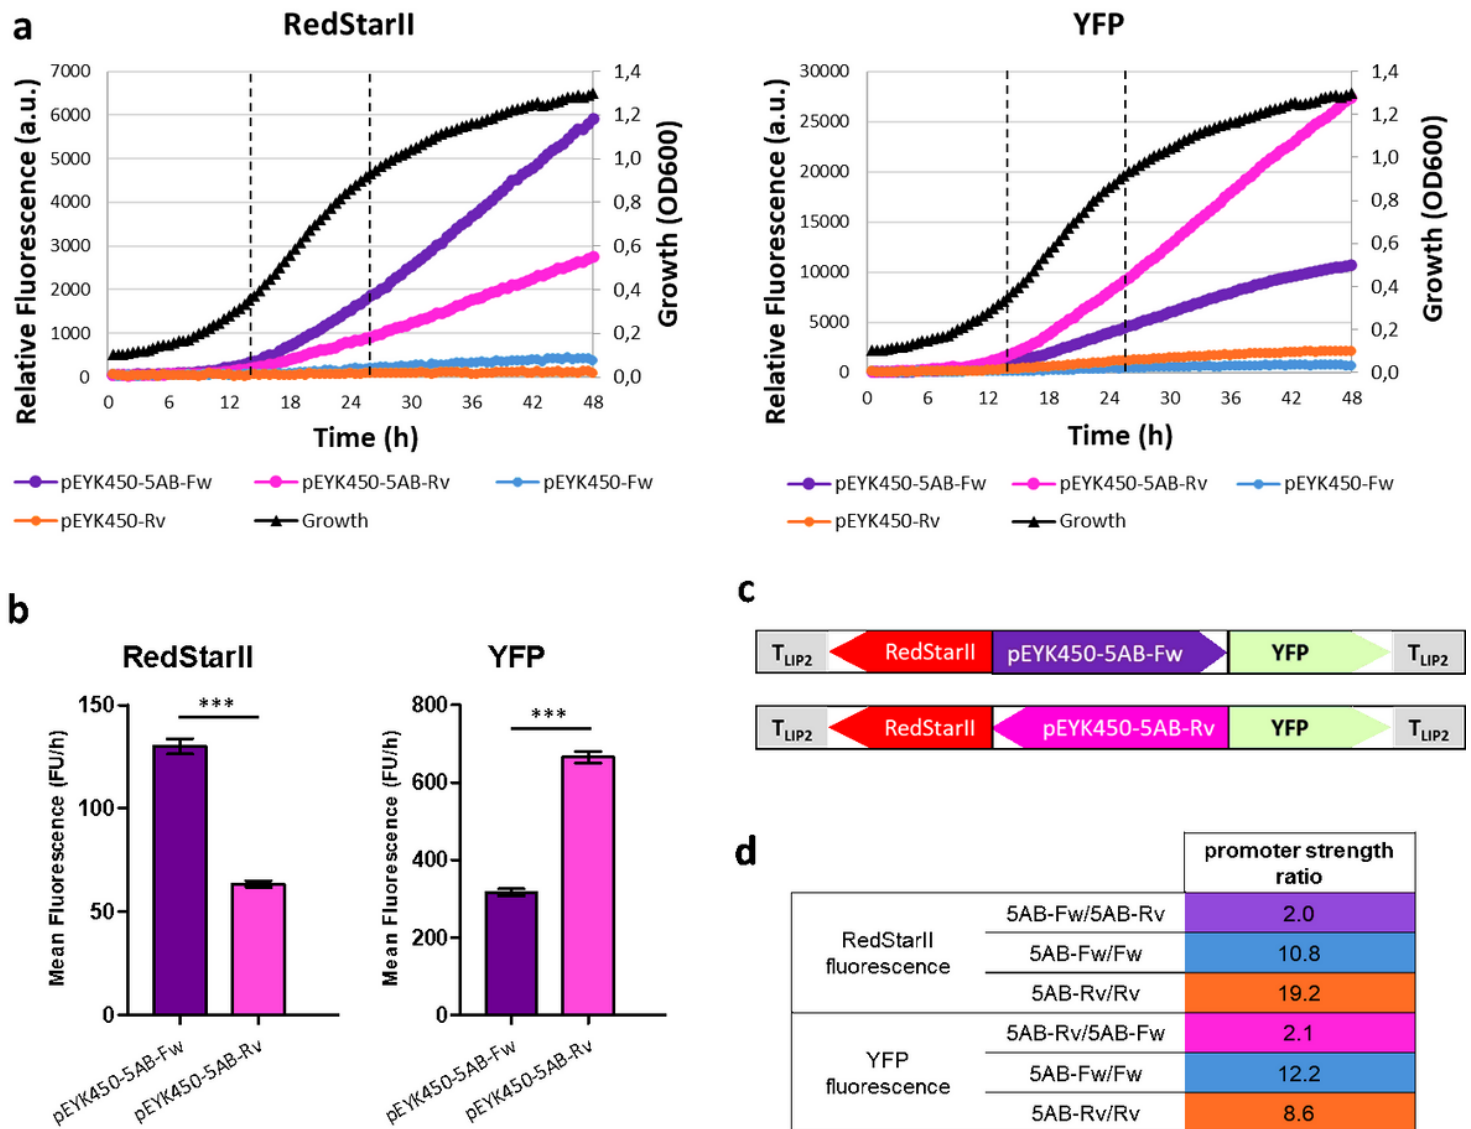 a
RedStarII
YFP
7000
6000
5000
4000
3000
2000
1000
0
1,4
1,2
1,0
0,8
0,6
0,4
0,2
0,0
0 6 12 18 24 30 36 42 48
Relative Fluorescence (a.u.)
Growth (OD600)
Time (h)
pEYK450-5AB-Fw pEYK450-5AB-Rv pEYK450-Fw
pEYK450-Rv Growth
30000
25000
20000
15000
10000
5000
0
1,4
1,2
1,0
0,8
0,6
0,4
0,2
0,0
0 6 12 18 24 30 36 42 48
Relative Fluorescence (a.u.)
Growth (OD600)
Time (h)
pEYK450-5AB-Fw pEYK450-5AB-Rv pEYK450-Fw
pEYK450-Rv Growth
b
RedStarII
150
100
50
0
Mean Fluorescence (FU/h)
***
pEYK450-5AB-Fw
pEYK450-5AB-Rv
YFP
800
600
400
200
0
Mean Fluorescence (FU/h)
***
pEYK450-5AB-Fw
pEYK450-5AB-Rv
c
TLIP2 RedStarII pEYK450-5AB-Fw YFP TLIP2
TLIP2 RedStarII pEYK450-5AB-Rv YFP TLIP2
d
promoter strength
ratio
RedStarII
fluorescence
5AB-Fw/5AB-Rv 2.0
5AB-Fw/Fw 10.8
5AB-Rv/Rv 19.2
YFP
fluorescence
5AB-Rv/5AB-Fw 2.1
5AB-Fw/Fw 12.2
5AB-Rv/Rv 8.6